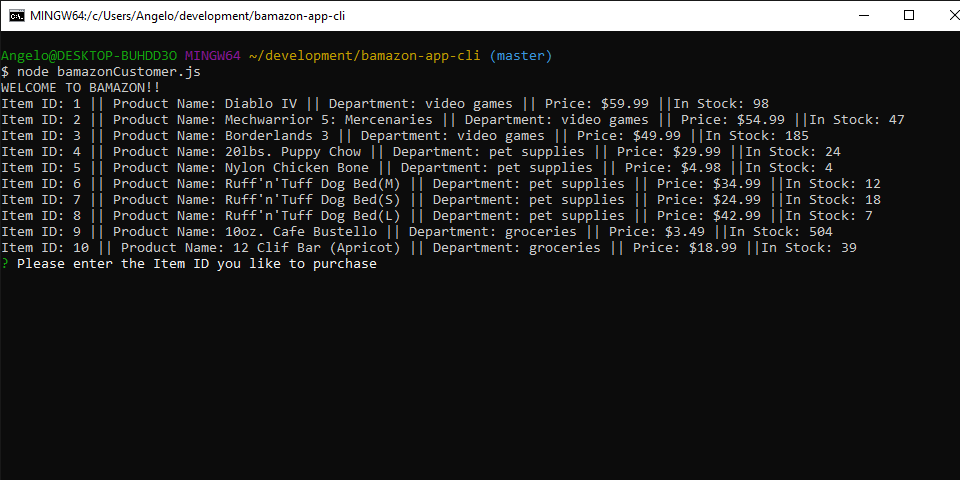 MINGW64:/c/Users/Angelo/development/bamazon-app-cli
Angelo@DESKTOP-BUHDD3O MINGW64 ~/development/bamazon-app-cli (master)
$ node bamazonCustomer.js
WELCOME TO BAMAZON!!
Item ID: 1 || Product Name: Diablo IV || Department: video games || Price: $59.99 ||In Stock: 98
Item ID: 2 || Product Name: Mechwarrior 5: Mercenaries || Department: video games || Price: $54.99 ||In Stock: 47
Item ID: 3 || Product Name: Borderlands 3 || Department: video games || Price: $49.99 ||In Stock: 185
Item ID: 4 || Product Name: 20lbs. Puppy Chow || Department: pet supplies || Price: $29.99 ||In Stock: 24
Item ID: 5 || Product Name: Nylon Chicken Bone || Department: pet supplies || Price: $4.98 ||In Stock: 4
Item ID: 6 || Product Name: Ruff'n'Tuff Dog Bed(M) || Department: pet supplies || Price: $34.99 ||In Stock: 12
Item ID: 7 || Product Name: Ruff'n'Tuff Dog Bed(S) || Department: pet supplies || Price: $24.99 ||In Stock: 18
Item ID: 8 || Product Name: Ruff'n'Tuff Dog Bed(L) || Department: pet supplies || Price: $42.99 ||In Stock: 7
Item ID: 9 || Product Name: 10oz. Cafe Bustello || Department: groceries || Price: $3.49 ||In Stock: 504
Item ID: 10 || Product Name: 12 Clif Bar (Apricot) || Department: groceries || Price: $18.99 ||In Stock: 39
? Please enter the Item ID you like to purchase